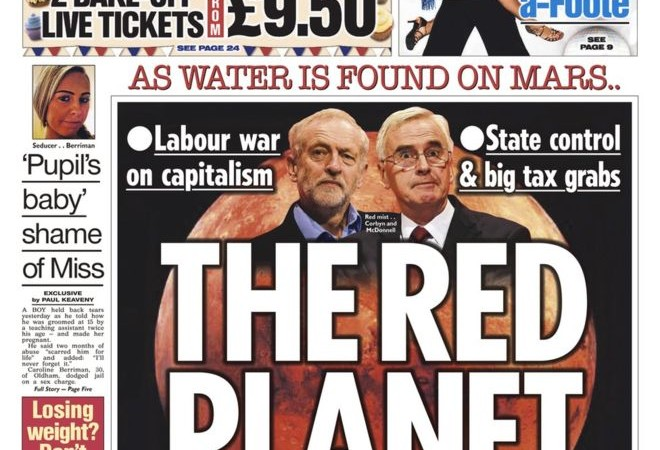 2 BAKE-OFF
LIVE TICKETS
FROM
£9.50
SEE PAGE 24
a-Foote
SEE
PAGE 9
AS WATER IS FOUND ON MARS..
Seducer . . Berriman
'Pupil's
baby'
shame
of Miss
EXCLUSIVE
by PAUL KEAVENY
A BOY held back tears
yesterday as he told how
he was groomed at 15 by
a teaching assistant twice
his age — and made her
pregnant.
He said two months of
abuse "scarred him for
life" and added: "I'll
never forget it."
Caroline Berriman, 30,
of Oldham, dodged jail
on a sex charge.
Full Story — Page Five
Losing
weight?
Don't
●Labour war
on capitalism
●State control
& big tax grabs
Red mist . .
Corbyn and
McDonnell
THE RED
PLANET